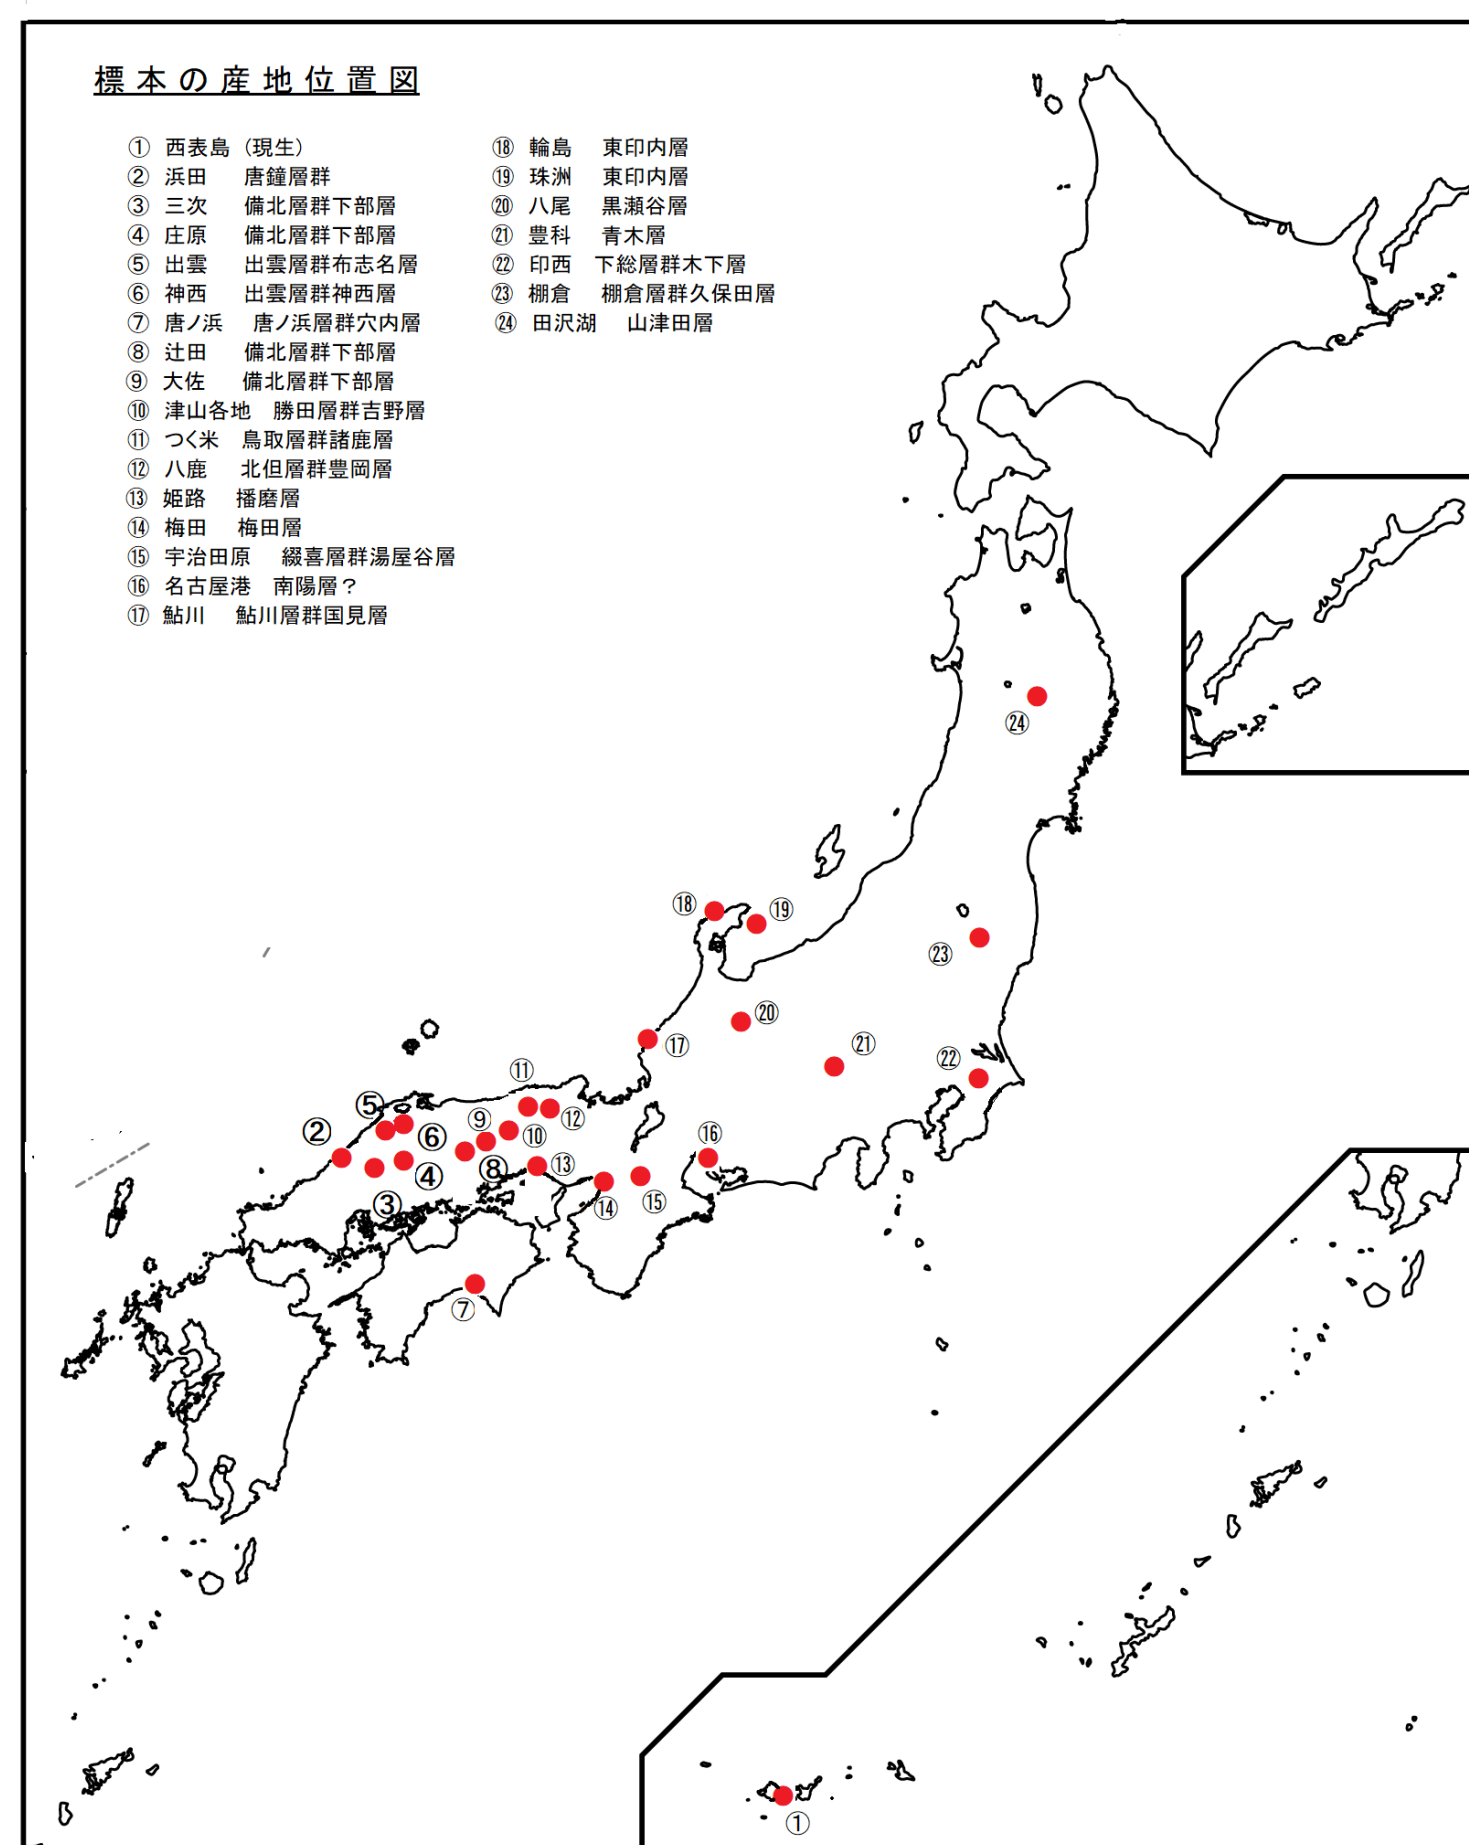 標本の産地位置図
① 西表島 (現生)
② 浜田 唐鐘層群
③ 三次 備北層群下部層
④ 庄原 備北層群下部層
⑤ 出雲 出雲層群布志名層
⑥ 神西 出雲層群神西層
⑦ 唐ノ浜 唐ノ浜層群穴内層
⑧ 辻田 備北層群下部層
⑨ 大佐 備北層群下部層
⑩ 津山各地 勝田層群吉野層
⑪ つく米 鳥取層群諸鹿層
⑫ 八鹿 北但層群豊岡層
⑬ 姫路 播磨層
⑭ 梅田 梅田層
⑮ 宇治田原 綴喜層群湯屋谷層
⑯ 名古屋港 南陽層?
⑰ 鮎川 鮎川層群国見層
⑱ 輪島 東印内層
⑲ 珠洲 東印内層
⑳ 八尾 黒瀬谷層
㉑ 豊科 青木層
㉒ 印西 下総層群木下層
㉓ 棚倉 棚倉層群久保田層
㉔ 田沢湖 山津田層
㉔
⑱
⑲
㉓
⑳
⑰
㉑
㉒
⑪
⑤
②
⑨
⑫
⑥
⑩
⑯
④
⑧
⑬
③
⑭
⑮
⑦
①